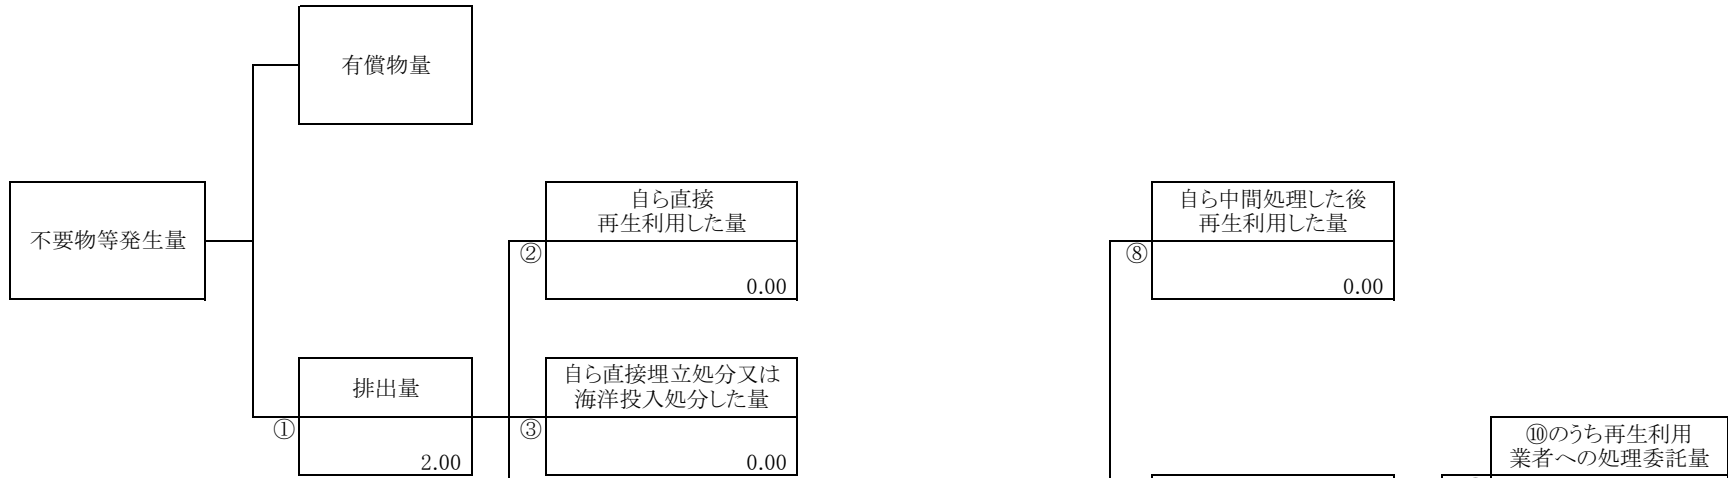 有償物量
不要物等発生量
自ら直接
再生利用した量
②
0.00
自ら中間処理した後
再生利用した量
⑧
0.00
排出量
①
2.00
自ら直接埋立処分又は
海洋投入処分した量
③
0.00
⑩のうち再生利用
業者への処理委託量